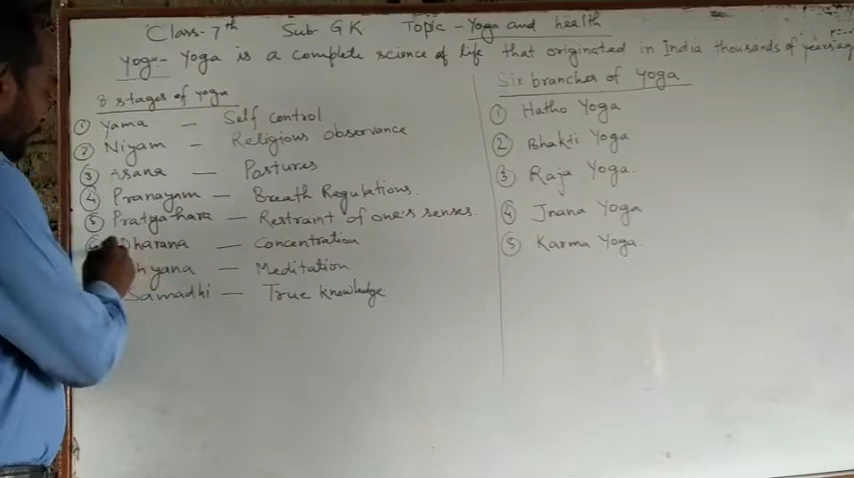 Class-7th Sub- GK Topic - Yoga and health
Yoga- Yoga is a complete science of life that originated in India thousands of years ago
8 stages of yoga
① Yama - Self control
② Niyam - Religious observance
③ Asana - Pastures
④ Pranayam - Breath Regulations.
⑤ Pratya-hara - Restraint of one's senses.
⑥ Dharana - Concentration
hyana - Meditation
Samadhi - True knowledge
Six branches of yoga
① Hatho Yoga
② Bhakti Yoga
③ Raja Yoga.
④ Jnana Yoga
⑤ Karma Yoga.